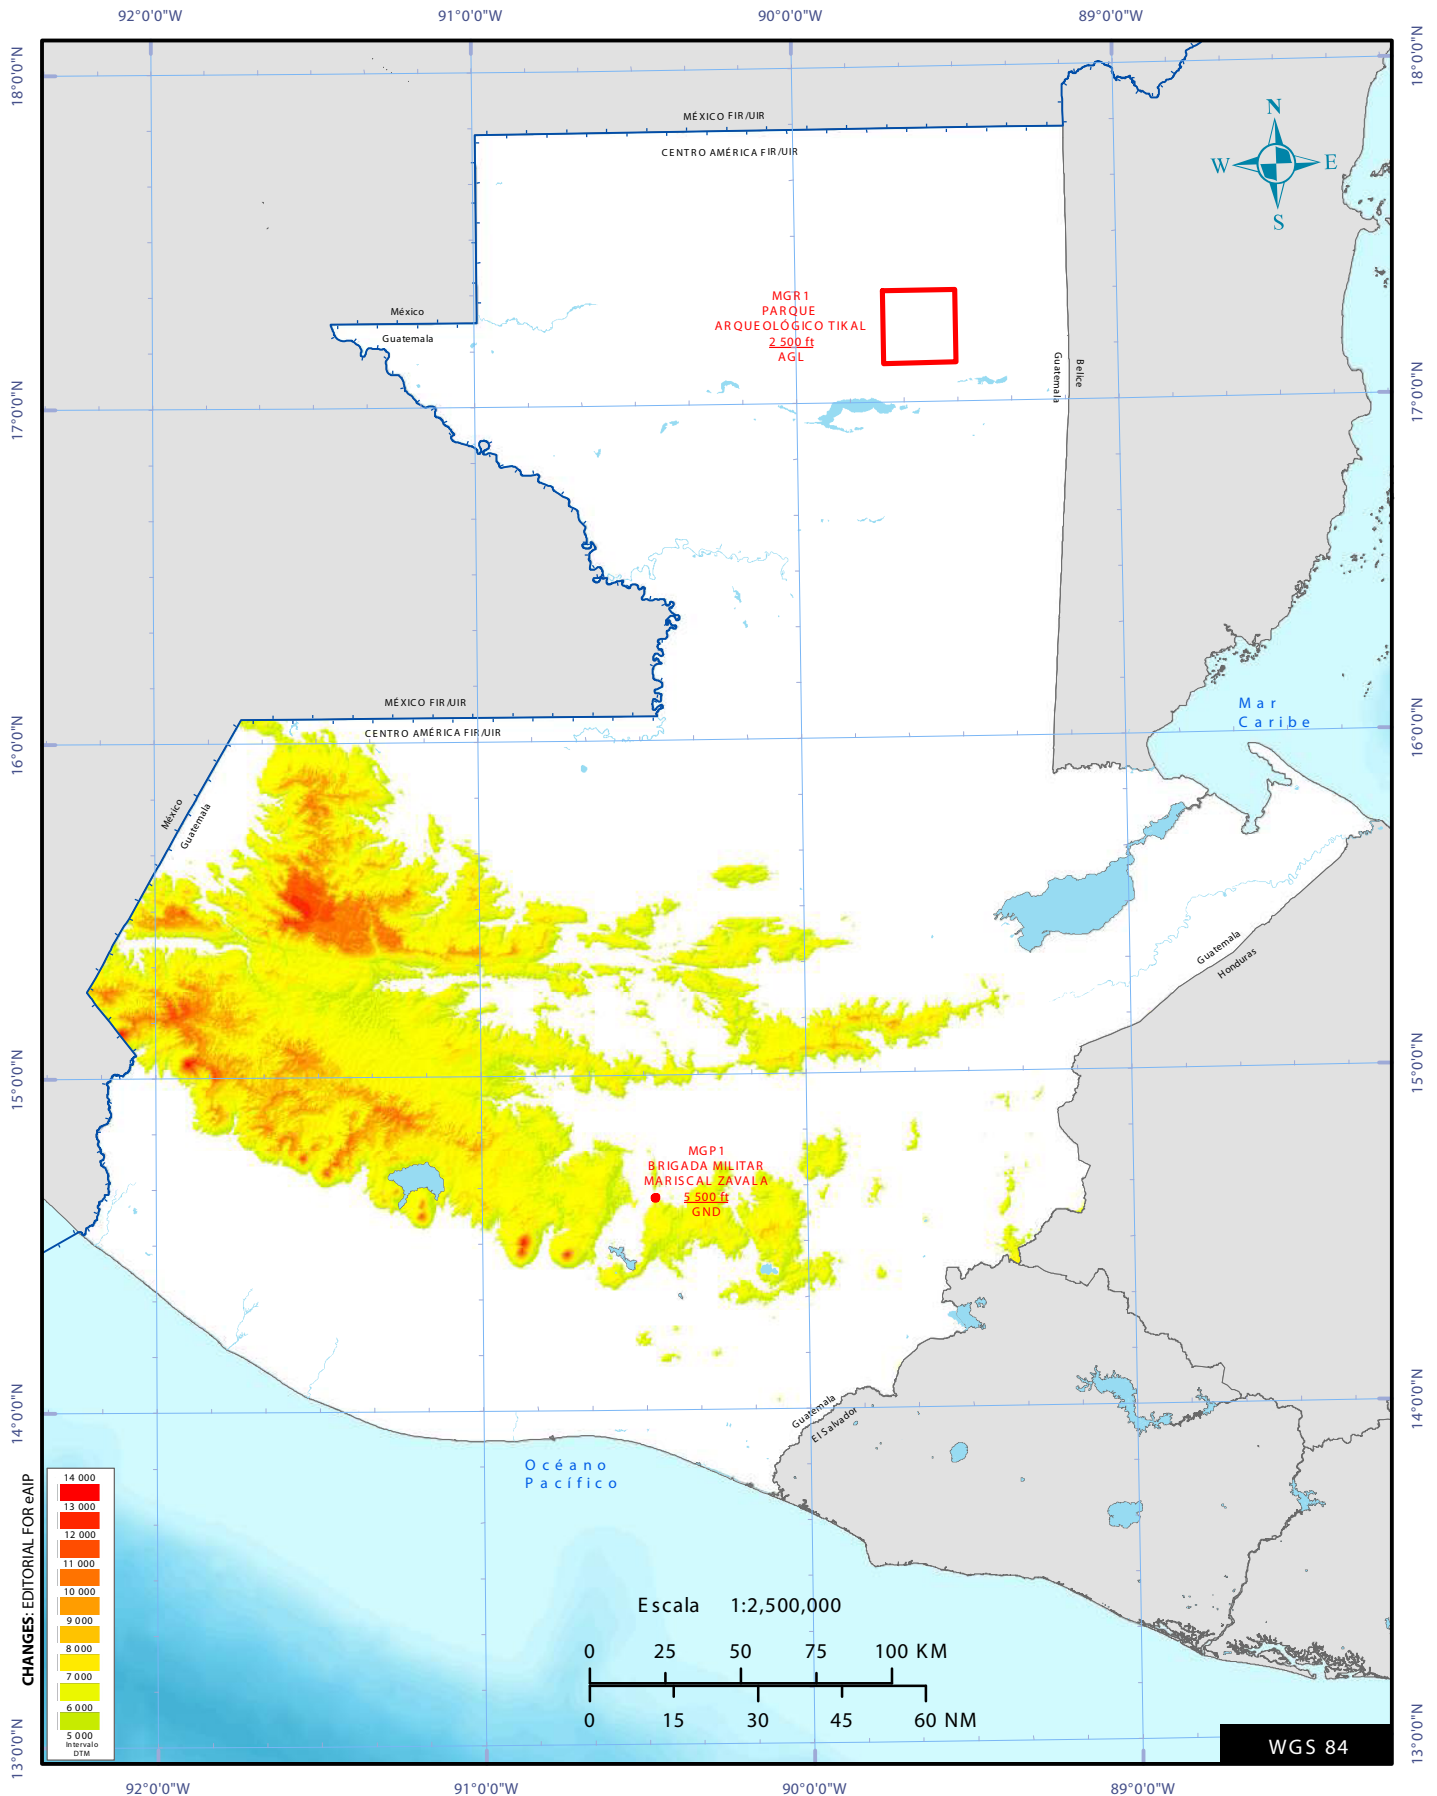 92°0'0"W
91°0'0"W
90°0'0"W
89°0'0"W
18°0'0"N
18°0'0"N
MÉXICO FIR/UIR
CENTRO AMÉRICA FIR/UIR
N
W
E
S
MGR1
PARQUE
ARQUEOLÓGICO TIKAL
2 500 ft
AGL
México
Guatemala
Guatemala
Belice
17°0'0"N
17°0'0"N
MÉXICO FIR/UIR
CENTRO AMÉRICA FIR/UIR
Mar
Caribe
16°0'0"N
16°0'0"N
México
Guatemala
Guatemala
Honduras
15°0'0"N
15°0'0"N
MGP1
BRIGADA MILITAR
MARISCAL ZAVALA
5 500 ft
GND
14°0'0"N
14°0'0"N
Guatemala
El Salvador
Océano
Pacífico
CHANGES: EDITORIAL FOR eAIP
14 000
13 000
12 000
11 000
10 000
9 000
8 000
7 000
6 000
5 000
Intervalo
DTM
Escala 1:2,500,000
0 25 50 75 100 KM
0 15 30 45 60 NM
WGS 84
13°0'0"N
13°0'0"N
92°0'0"W
91°0'0"W
90°0'0"W
89°0'0"W